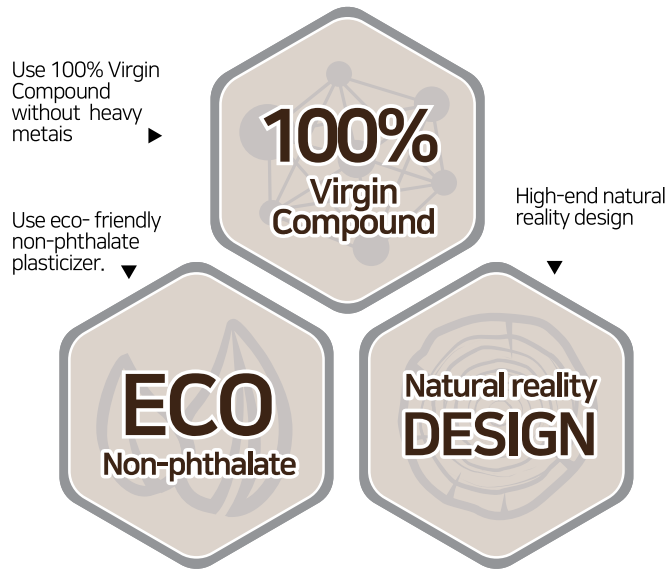 Use 100% Virgin
Compound
without heavy
metais ▶
100%
Virgin
Compound
High-end natural
reality design
▼
Use eco- friendly
non-phthalate
plasticizer. ▼
ECO
Non-phthalate
Natural reality
DESIGN